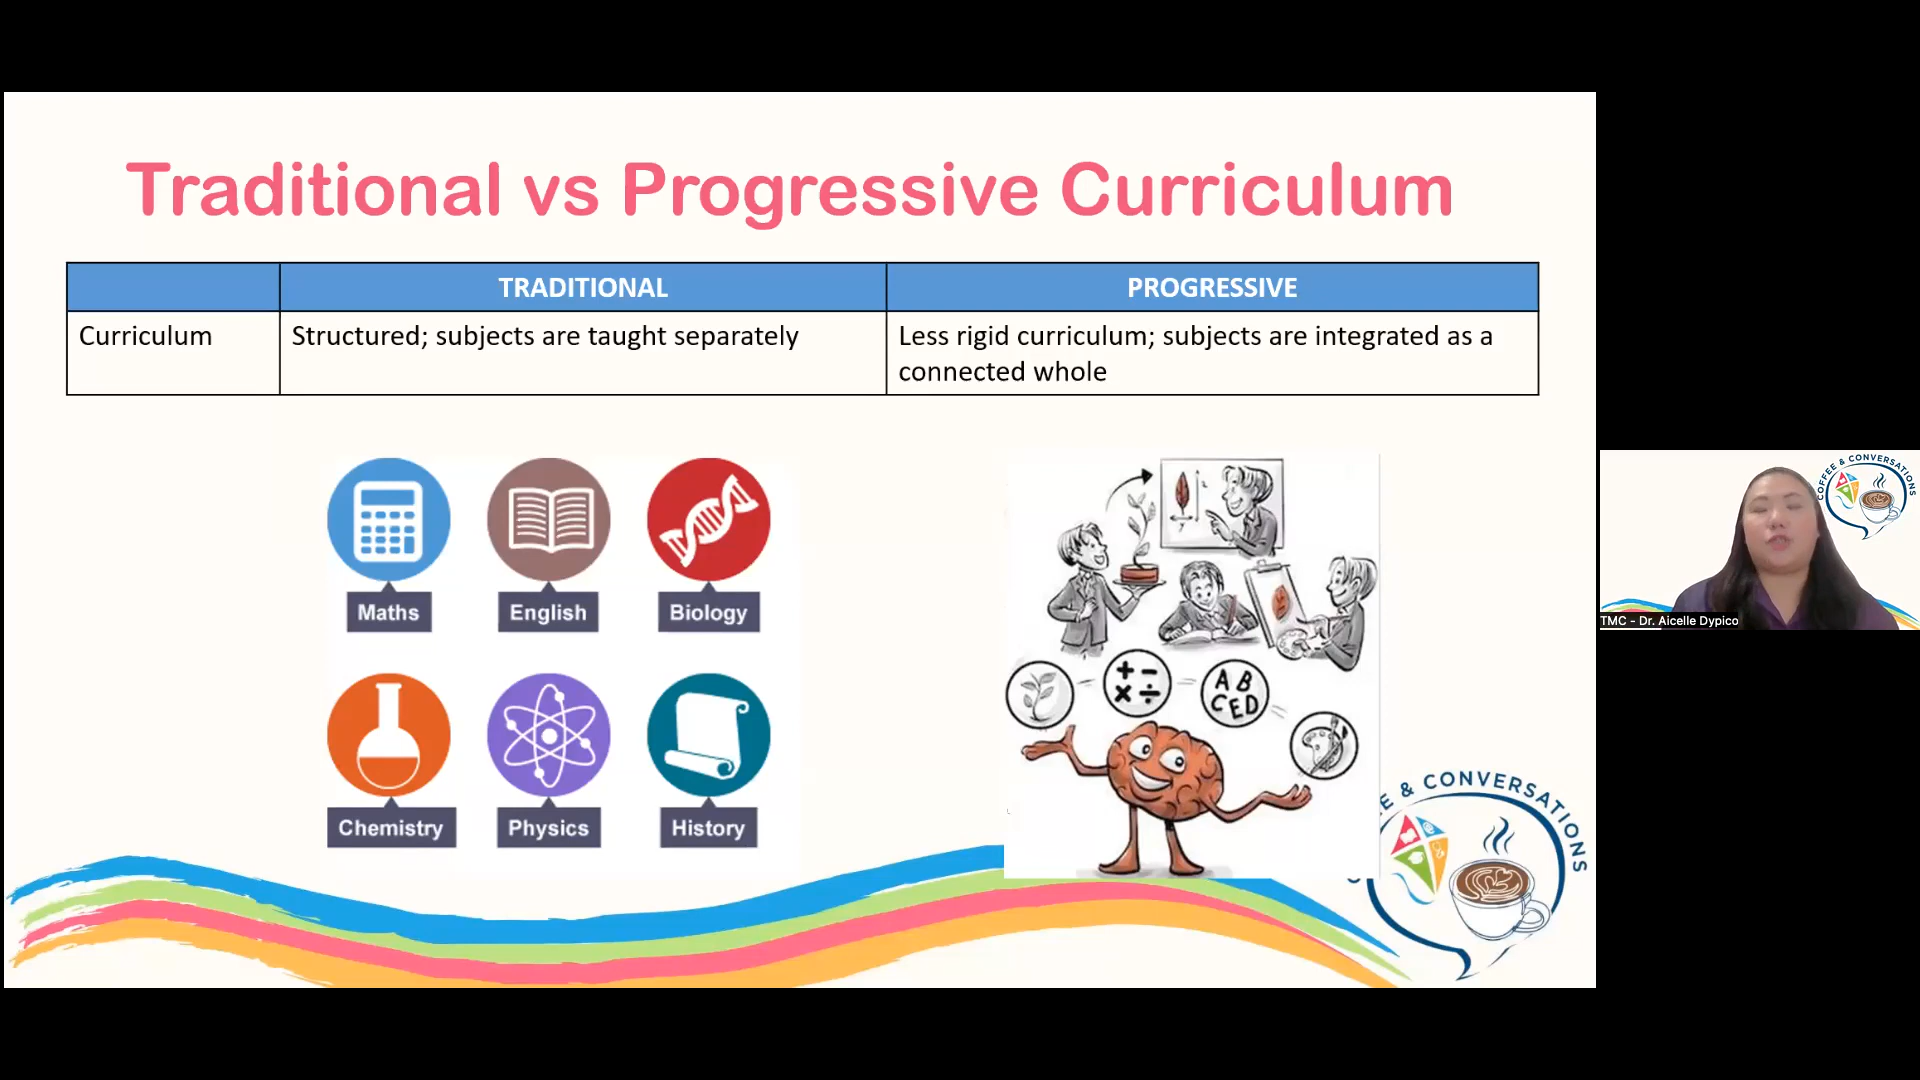 Traditional vs Progressive Curriculum
TRADITIONAL
PROGRESSIVE
Curriculum
Structured; subjects are taught separately
Less rigid curriculum; subjects are integrated as a
connected whole
Maths
English
Biology
Chemistry
Physics
History
+ −
× ÷
A B
C E D
& CONVERSATIONS
COFFEE & CONVERSATIONS
TMC - Dr. Aicelle Dypico